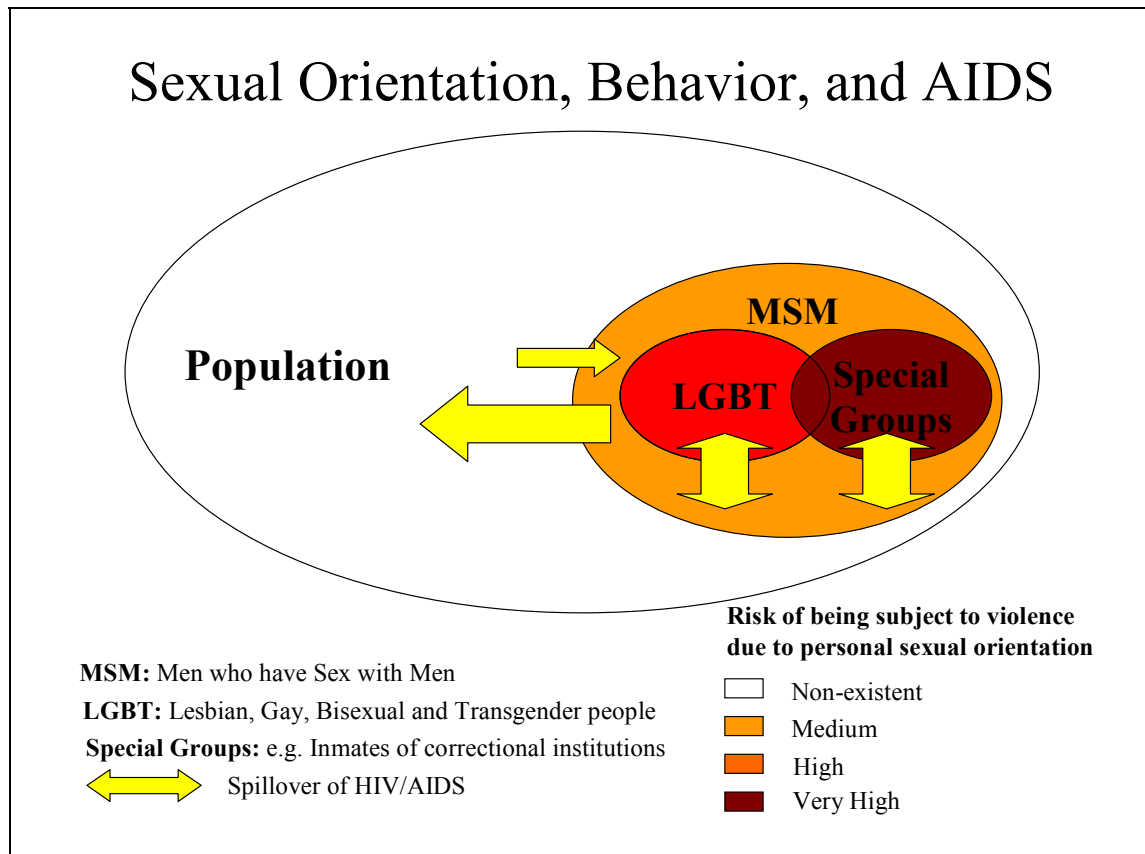 Sexual Orientation, Behavior, and AIDS
MSM
Population
LGBT
Special
Groups
Risk of being subject to violence
due to personal sexual orientation
MSM: Men who have Sex with Men
LGBT: Lesbian, Gay, Bisexual and Transgender people
Special Groups: e.g. Inmates of correctional institutions
Spillover of HIV/AIDS
Non-existent
Medium
High
Very High